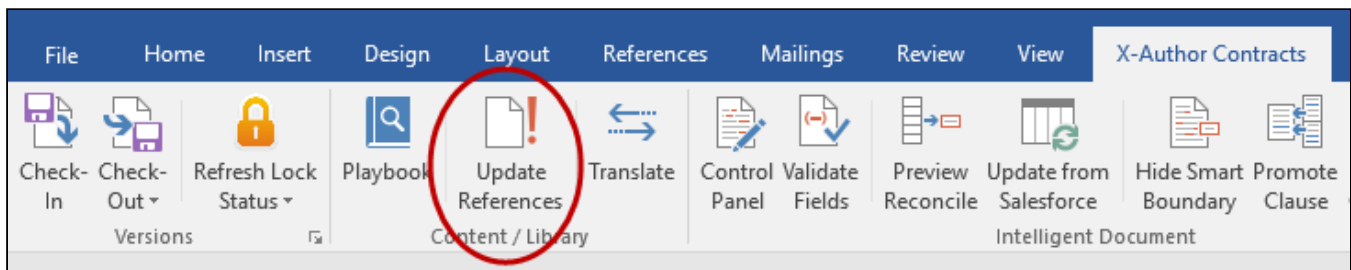 File Home Insert Design Layout References Mailings Review View X-Author Contracts
Check- Check- Refresh Lock Playbook Update Translate Control Validate Preview Update from Hide Smart Promote
In Out Status References Panel Fields Reconcile Salesforce Boundary Clause
Versions Content / Library Intelligent Document